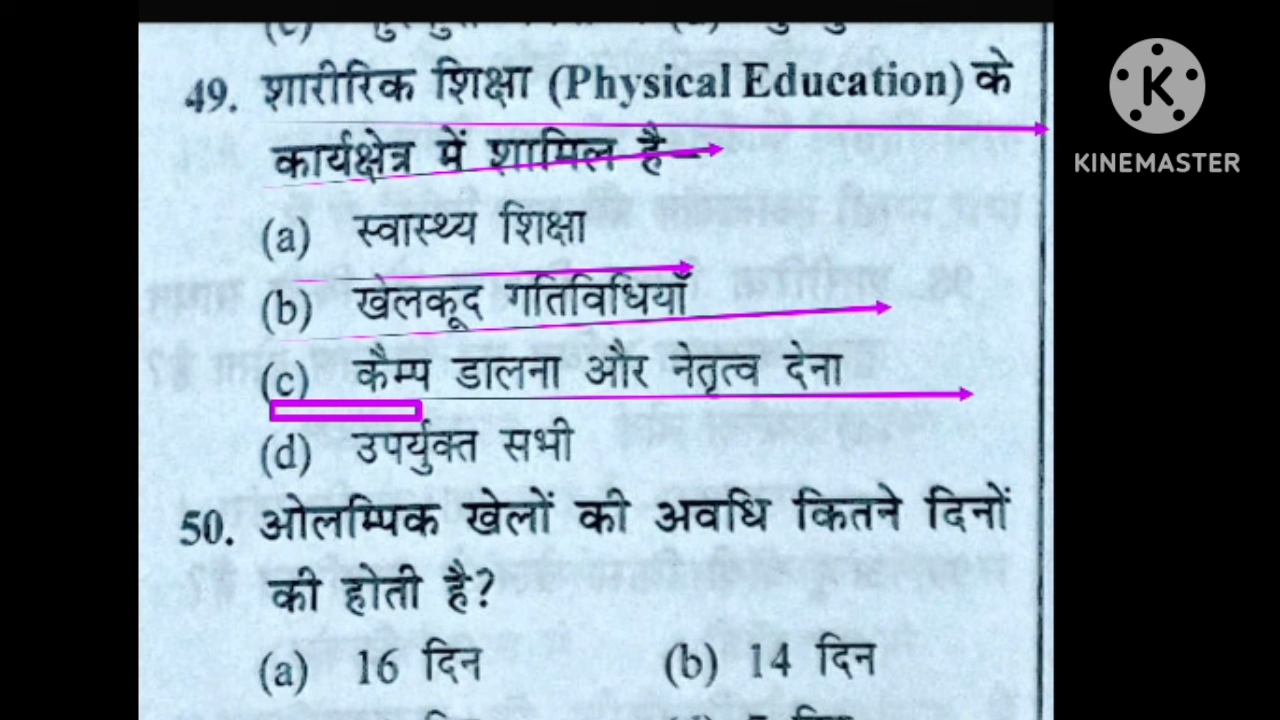 49. शारीरिक शिक्षा (Physical Education) के
कार्यक्षेत्र में शामिल है–
(a) स्वास्थ्य शिक्षा
(b) खेलकूद गतिविधियाँ
(c) कैम्प डालना और नेतृत्व देना
(d) उपर्युक्त सभी
50. ओलम्पिक खेलों की अवधि कितने दिनों
की होती है?
(a) 16 दिन (b) 14 दिन
K
KINEMASTER